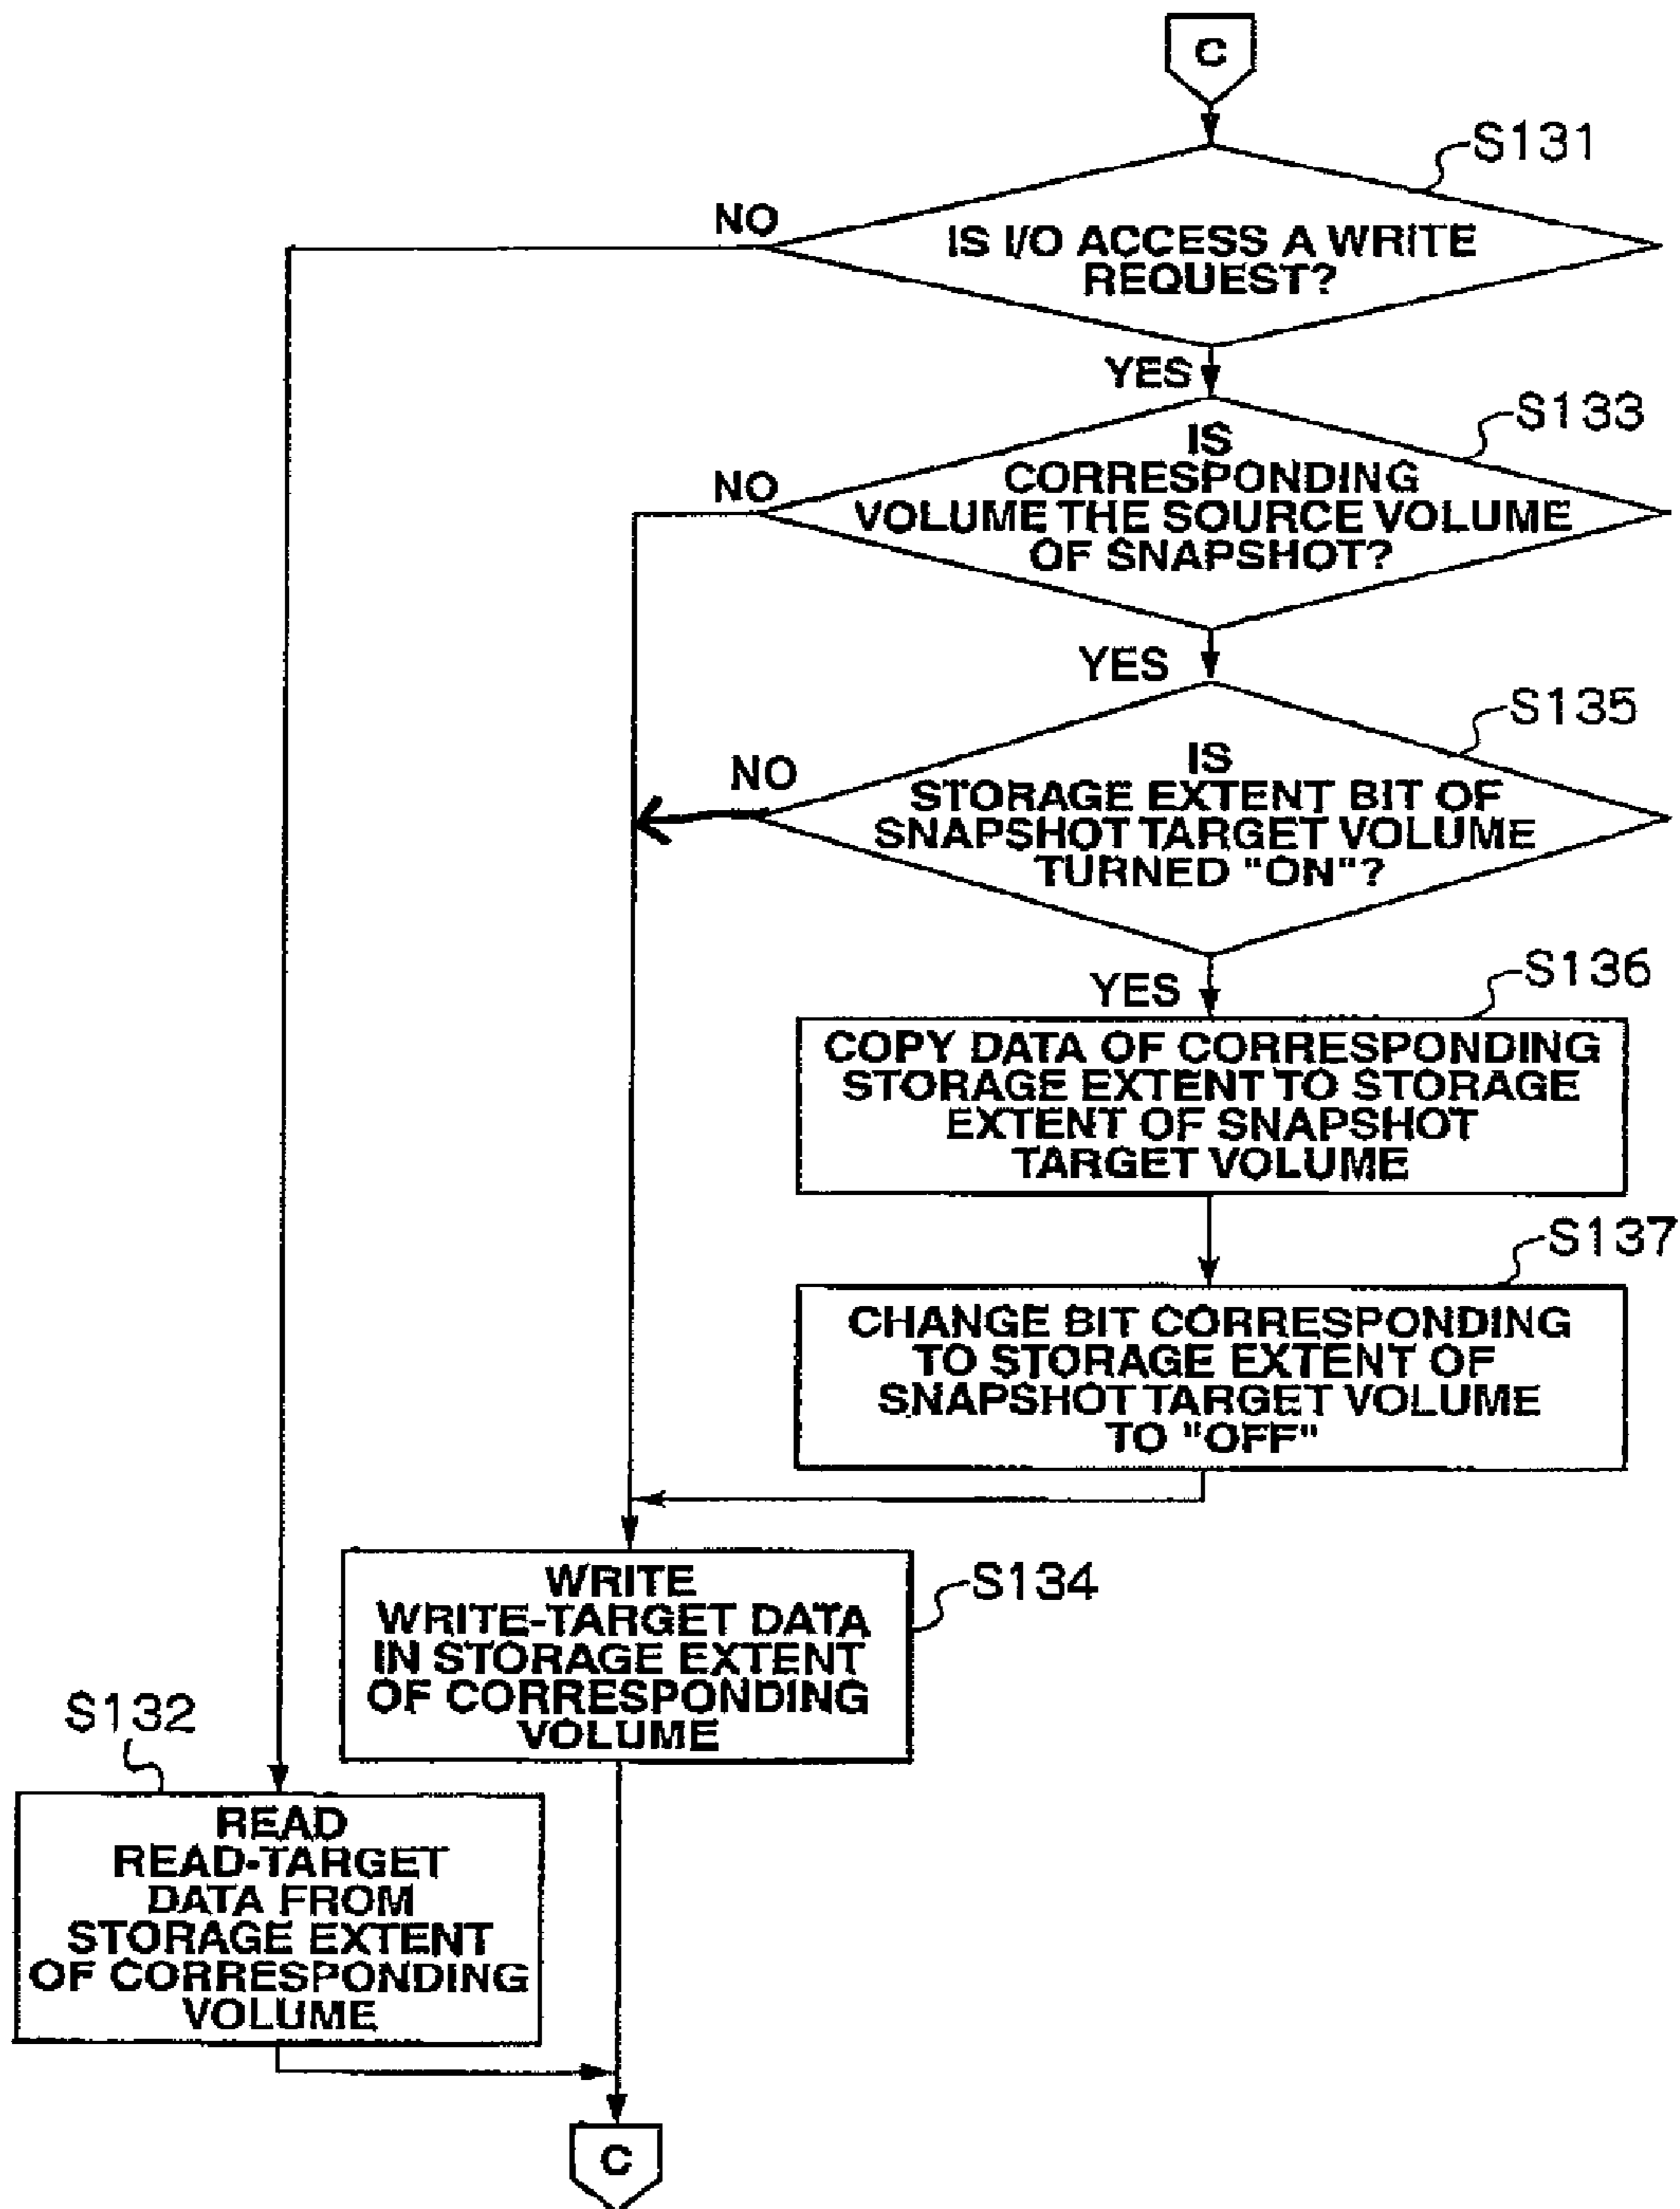 C
S131
NO
IS I/O ACCESS A WRITE
REQUEST?
YES
S133
NO
IS
CORRESPONDING
VOLUME THE SOURCE VOLUME
OF SNAPSHOT?
YES
S135
NO
IS
STORAGE EXTENT BIT OF
SNAPSHOT TARGET VOLUME
TURNED "ON"?
YES
S136
COPY DATA OF CORRESPONDING
STORAGE EXTENT TO STORAGE
EXTENT OF SNAPSHOT
TARGET VOLUME
S137
CHANGE BIT CORRESPONDING
TO STORAGE EXTENT OF
SNAPSHOT TARGET VOLUME
TO "OFF"
S134
WRITE
WRITE-TARGET DATA
IN STORAGE EXTENT
OF CORRESPONDING
VOLUME
S132
READ
READ-TARGET
DATA FROM
STORAGE EXTENT
OF CORRESPONDING
VOLUME
C